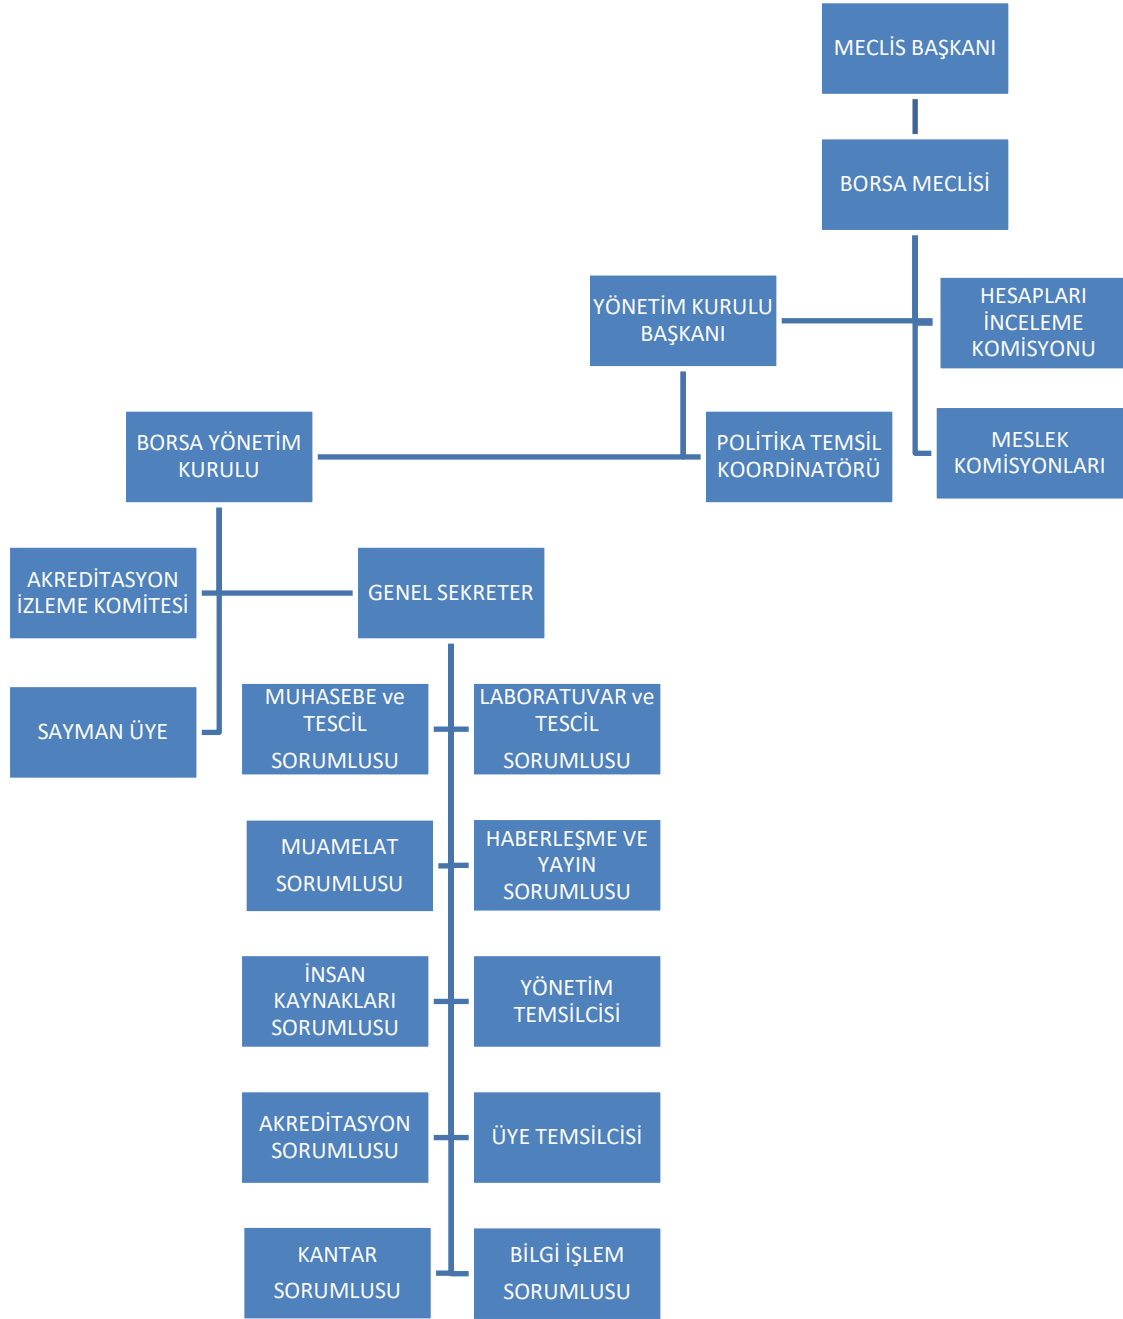 MECLİS BAŞKANI
BORSA MECLİSİ
YÖNETİM KURULU
BAŞKANI
HESAPLARI
İNCELEME
KOMİSYONU
BORSA YÖNETİM
KURULU
POLİTİKA TEMSİL
KOORDİNATÖRÜ
MESLEK
KOMİSYONLARI
AKREDİTASYON
İZLEME KOMİTESİ
GENEL SEKRETER
SAYMAN ÜYE
MUHASEBE ve
TESCİL
SORUMLUSU
LABORATUVAR ve
TESCİL
SORUMLUSU
MUAMELAT
SORUMLUSU
HABERLEŞME VE
YAYIN
SORUMLUSU
İNSAN
KAYNAKLARI
SORUMLUSU
YÖNETİM
TEMSİLCİSİ
AKREDİTASYON
SORUMLUSU
ÜYE TEMSİLCİSİ
KANTAR
SORUMLUSU
BİLGİ İŞLEM
SORUMLUSU